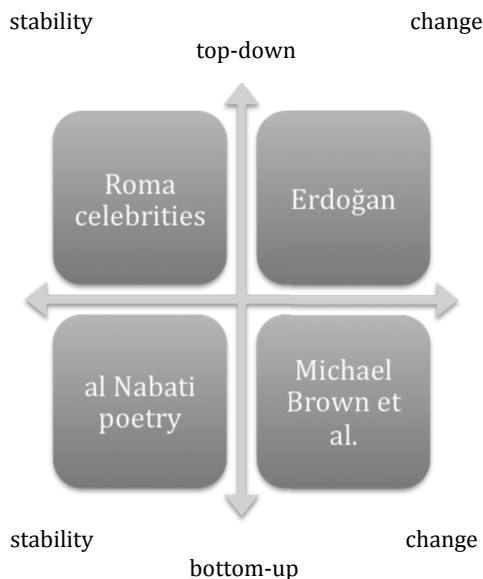 stability
change
top-down
Roma
celebrities
Erdoğan
al Nabati
poetry
Michael
Brown et
al.
stability
change
bottom-up